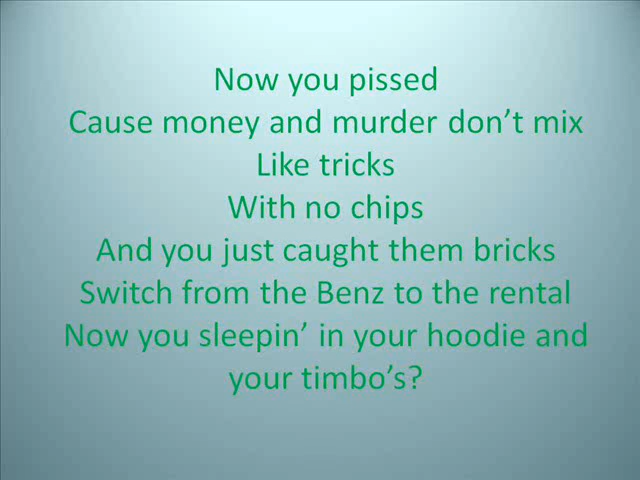 Now you pissed
Cause money and murder don’t mix
Like tricks
With no chips
And you just caught them bricks
Switch from the Benz to the rental
Now you sleepin’ in your hoodie and
your timbo’s?